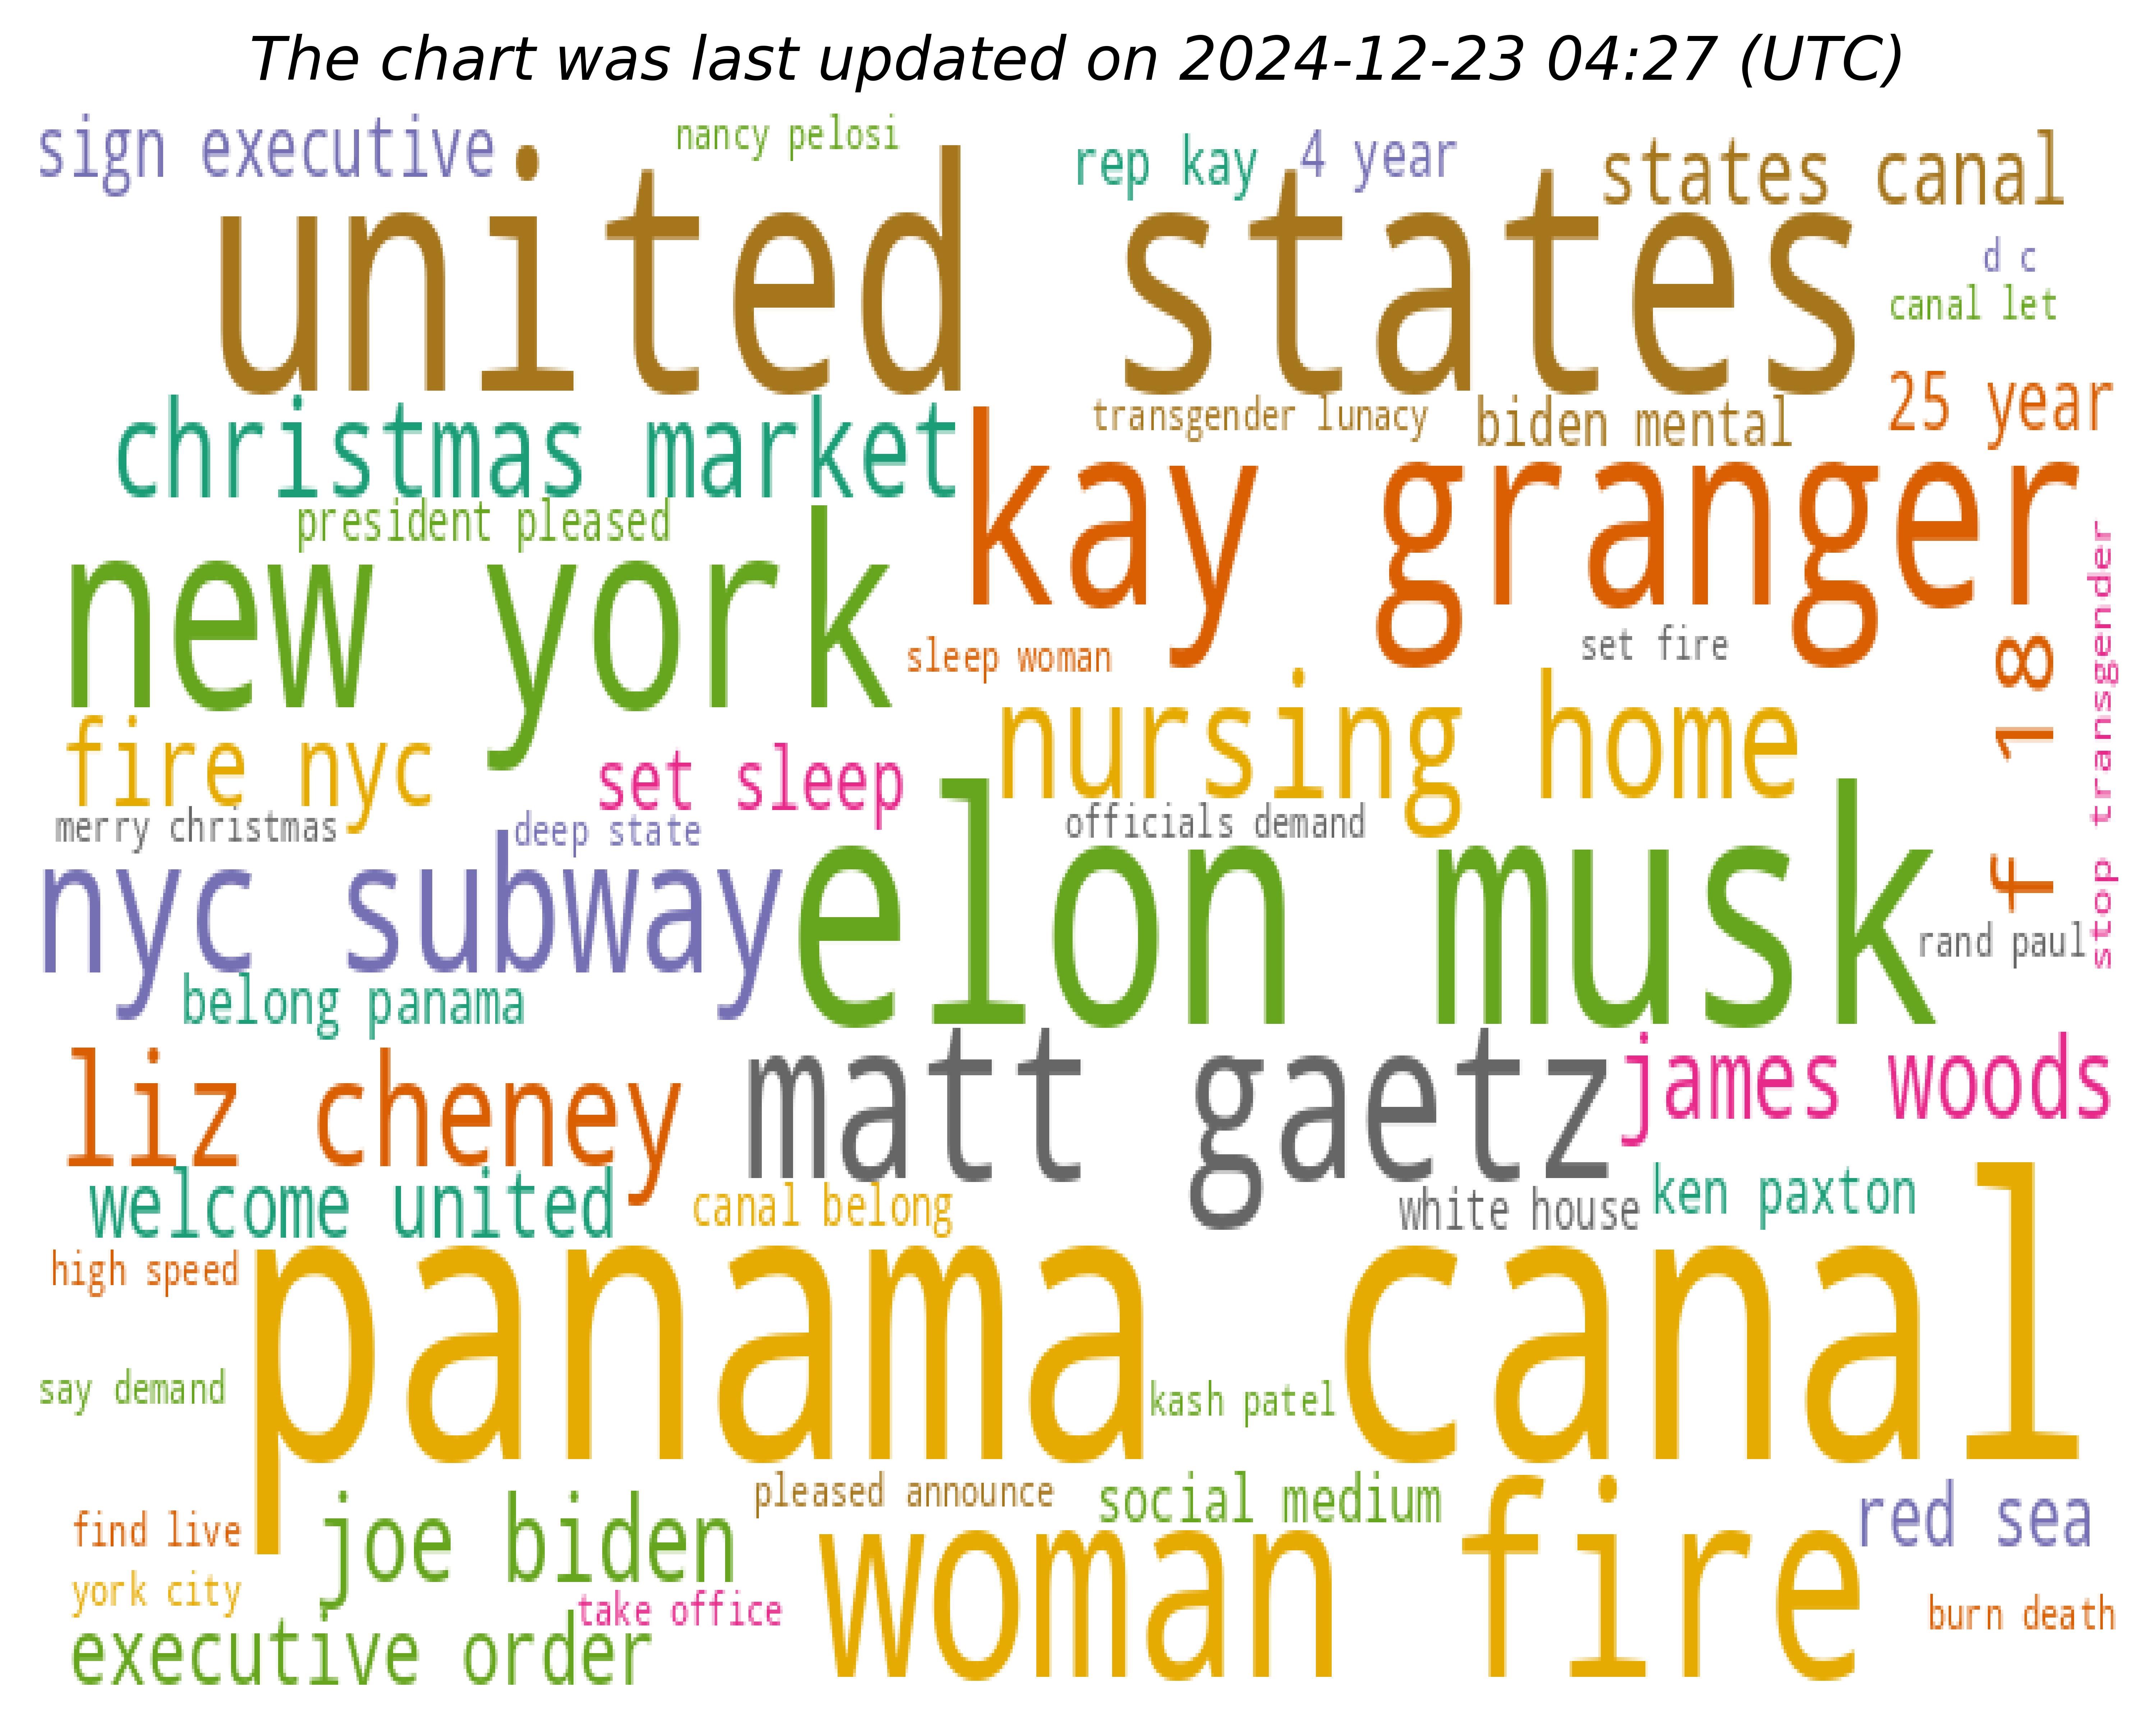 The chart was last updated on 2024-12-23 04:27 (UTC)
sign executive
nancy pelosi
rep kay
4 year
states canal
united states
d c
canal let
christmas market
transgender lunacy
biden mental
25 year
kay granger
president pleased
new york
sleep woman
set fire
f 18
stop transgender
nursing home
fire nyc
set sleep
merry christmas
deep state
officials demand
nyc subway
elon musk
rand paul
belong panama
liz cheney
matt gaetz
james woods
welcome united
canal belong
white house
ken paxton
high speed
panama canal
say demand
kash patel
pleased announce
social medium
red sea
find live
joe biden
woman fire
york city
take office
burn death
executive order